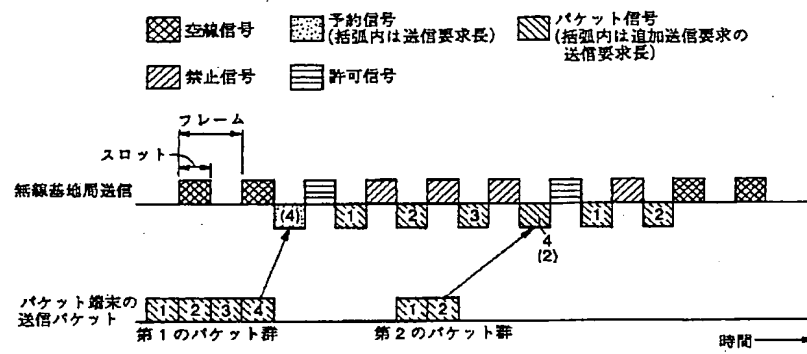 空線信号
予約信号
(括弧内は送信要求長)
パケット信号
(括弧内は追加送信要求の
送信要求長)
禁止信号
許可信号
フレーム
スロット
無線基地局送信
(4)
1
2
3
4
(2)
1
2
パケット端末の
送信パケット
1 2 3 4
1 2
第1のパケット群
第2のパケット群
時間